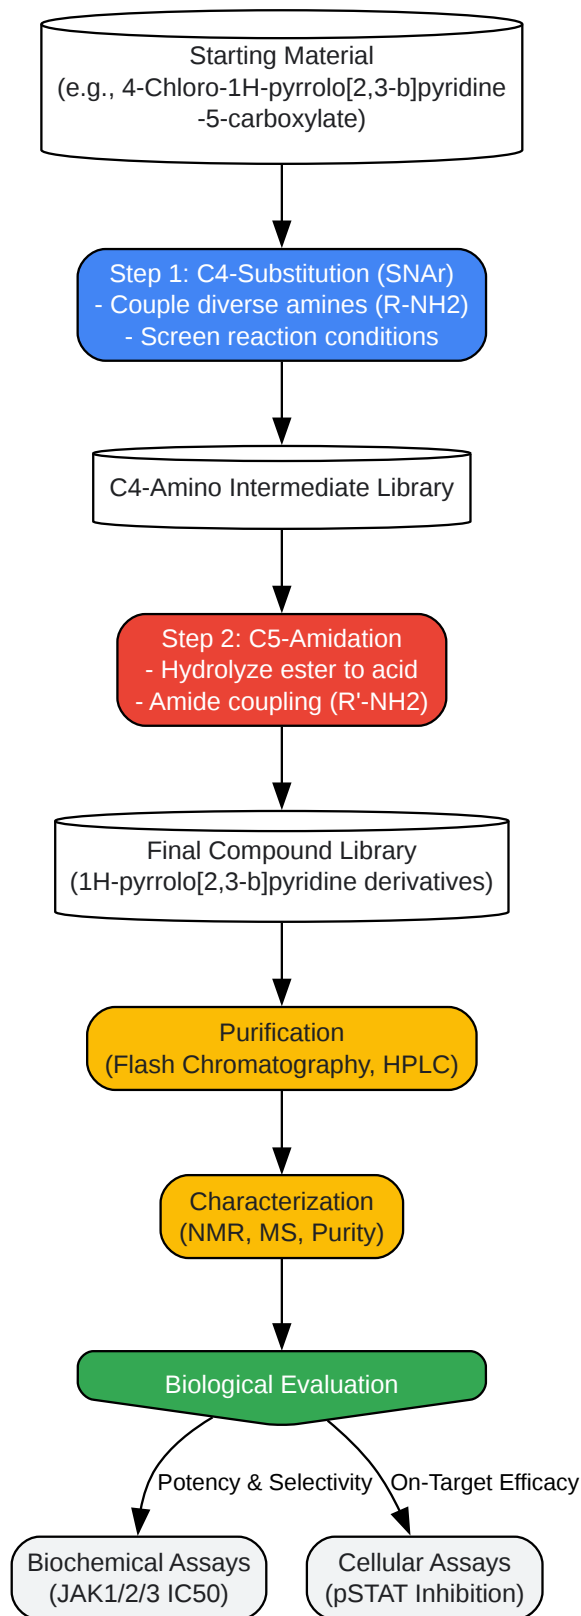 Starting Material
(e.g., 4-Chloro-1H-pyrrolo[2,3-b]pyridine
-5-carboxylate)
Step 1: C4-Substitution (SNAr)
- Couple diverse amines (R-NH2)
- Screen reaction conditions
C4-Amino Intermediate Library
Step 2: C5-Amidation
- Hydrolyze ester to acid
- Amide coupling (R'-NH2)
Final Compound Library
(1H-pyrrolo[2,3-b]pyridine derivatives)
Purification
(Flash Chromatography, HPLC)
Characterization
(NMR, MS, Purity)
Biological Evaluation
Potency & Selectivity
On-Target Efficacy
Biochemical Assays
(JAK1/2/3 IC50)
Cellular Assays
(pSTAT Inhibition)